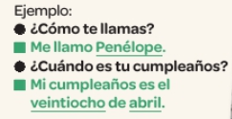 Ejemplo:
● ¿Cómo te llamas?
■ Me llamo Penélope.
● ¿Cuándo es tu cumpleaños?
■ Mi cumpleaños es el
veintiocho de abril.